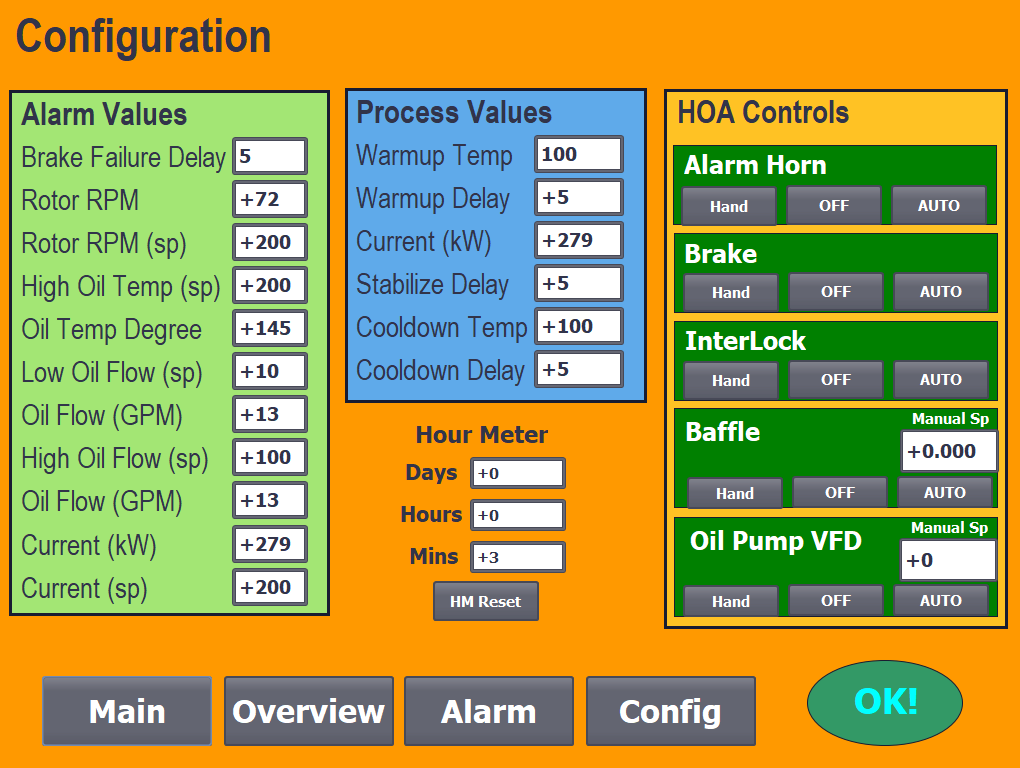 Configuration
Alarm Values
Brake Failure Delay 5
Rotor RPM +72
Rotor RPM (sp) +200
High Oil Temp (sp) +200
Oil Temp Degree +145
Low Oil Flow (sp) +10
Oil Flow (GPM) +13
High Oil Flow (sp) +100
Oil Flow (GPM) +13
Current (kW) +279
Current (sp) +200
Process Values
Warmup Temp 100
Warmup Delay +5
Current (kW) +279
Stabilize Delay +5
Cooldown Temp +100
Cooldown Delay +5
Hour Meter
Days +0
Hours +0
Mins +3
HM Reset
HOA Controls
Alarm Horn
Hand OFF AUTO
Brake
Hand OFF AUTO
InterLock
Hand OFF AUTO
Manual Sp
Baffle +0.000
Hand OFF AUTO
Manual Sp
Oil Pump VFD +0
Hand OFF AUTO
Main Overview Alarm Config OK!